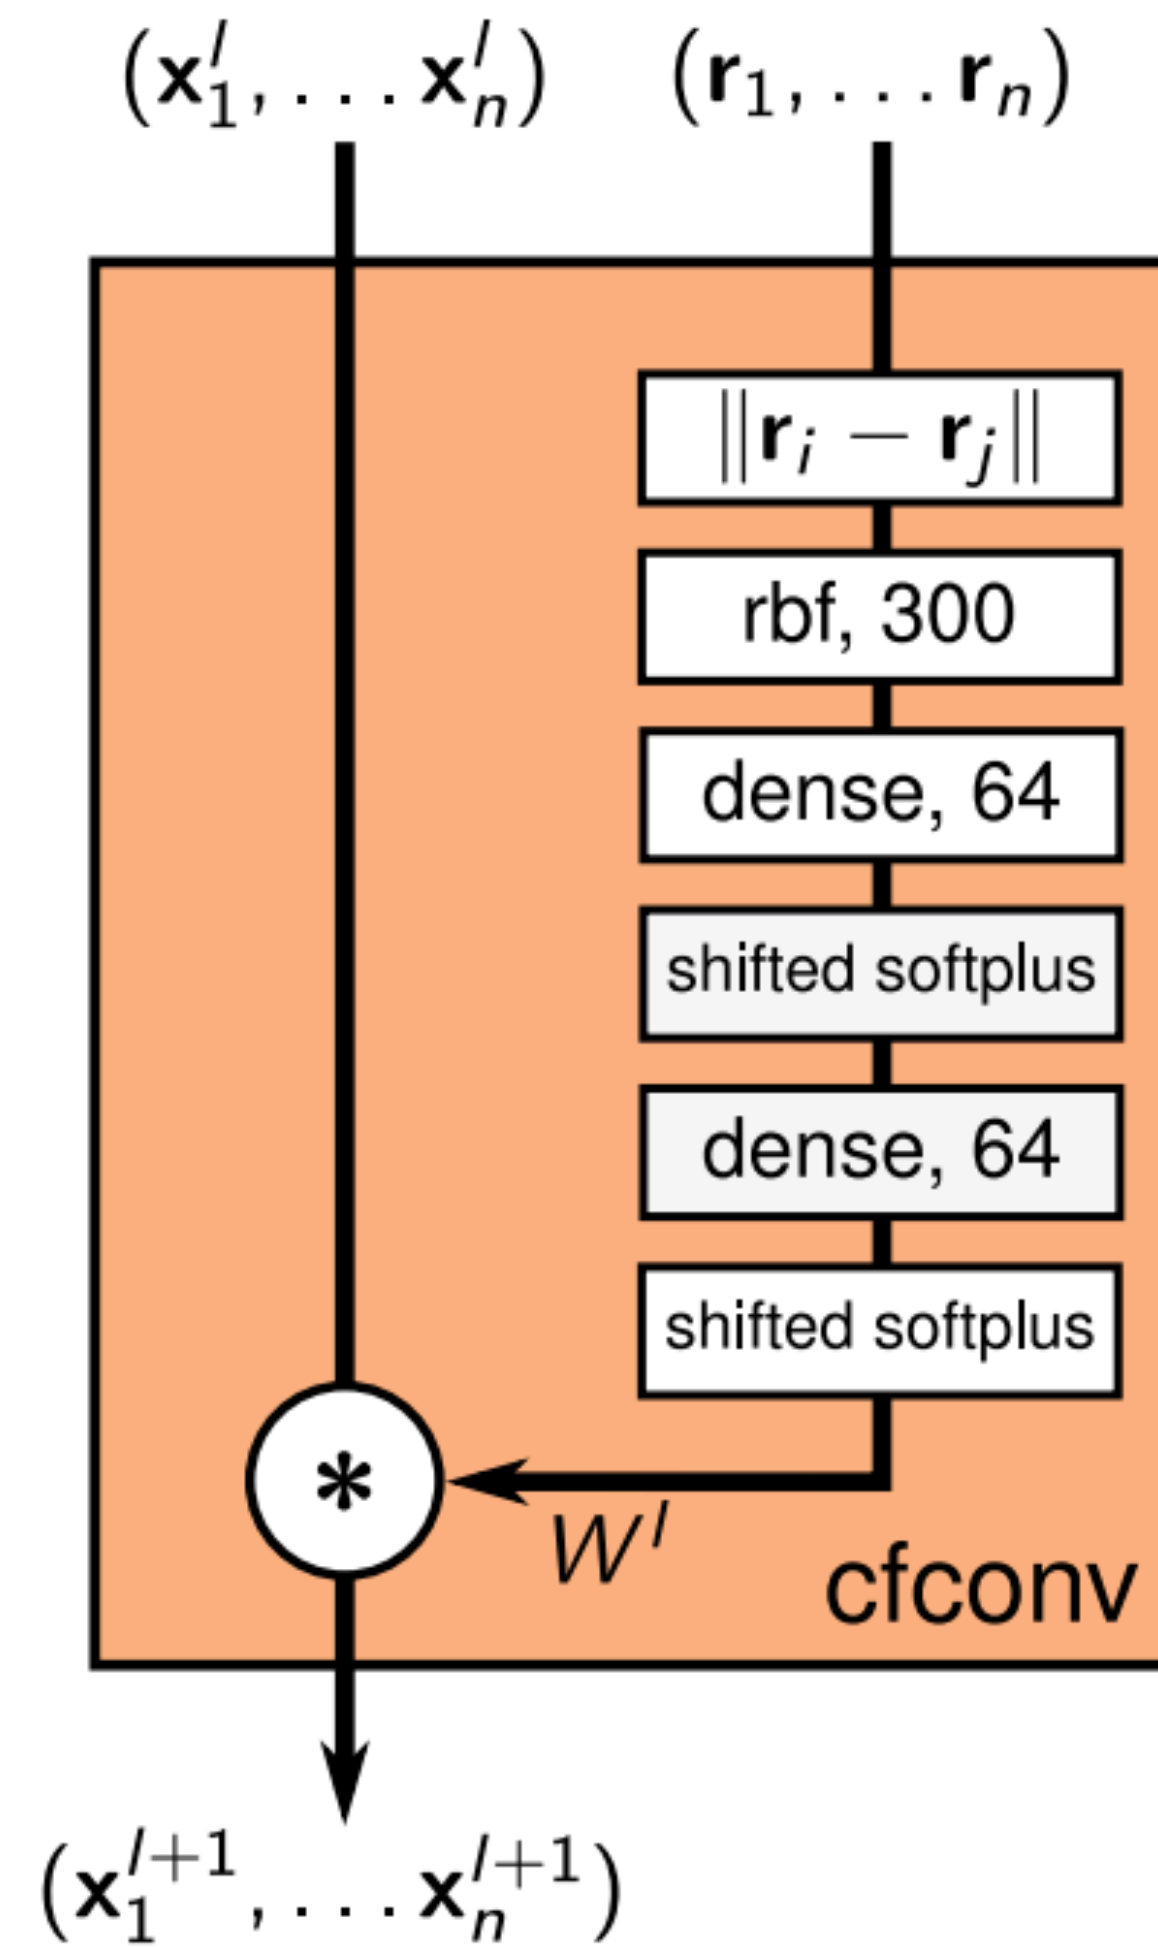 (x₁ˡ, . . . xₙˡ) (r₁, . . . rₙ)
‖rᵢ − rⱼ‖
rbf, 300
dense, 64
shifted softplus
dense, 64
shifted softplus
*
Wˡ
cfconv
(x₁ˡ⁺¹, . . . xₙˡ⁺¹)